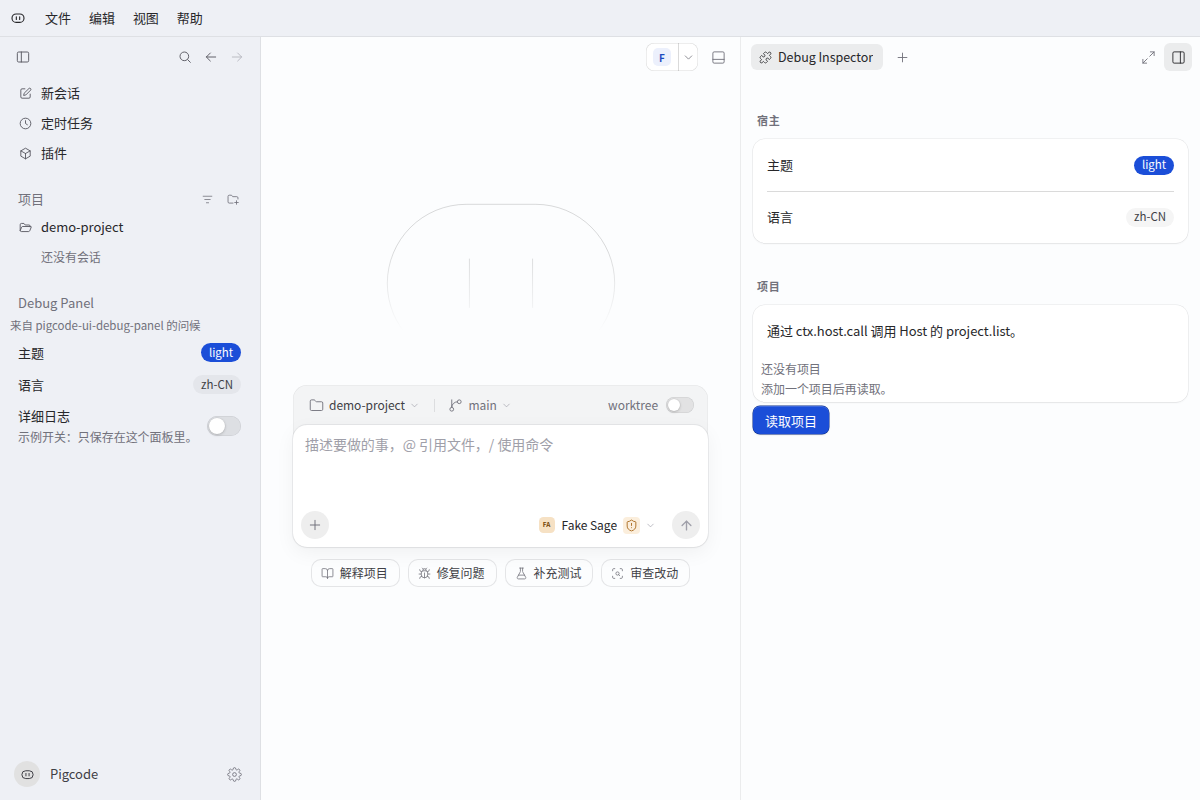 文件 编辑 视图 帮助
新会话
定时任务
插件
项目
demo-project
还没有会话
Debug Panel
来自 pigcode-ui-debug-panel 的问候
主题 light
语言 zh-CN
详细日志
示例开关：只保存在这个面板里。
Pigcode
F
demo-project main worktree
描述要做的事，@ 引用文件，/ 使用命令
FA Fake Sage
解释项目 修复问题 补充测试 审查改动
Debug Inspector
宿主
主题 light
语言 zh-CN
项目
通过 ctx.host.call 调用 Host 的 project.list。
还没有项目
添加一个项目后再读取。
读取项目